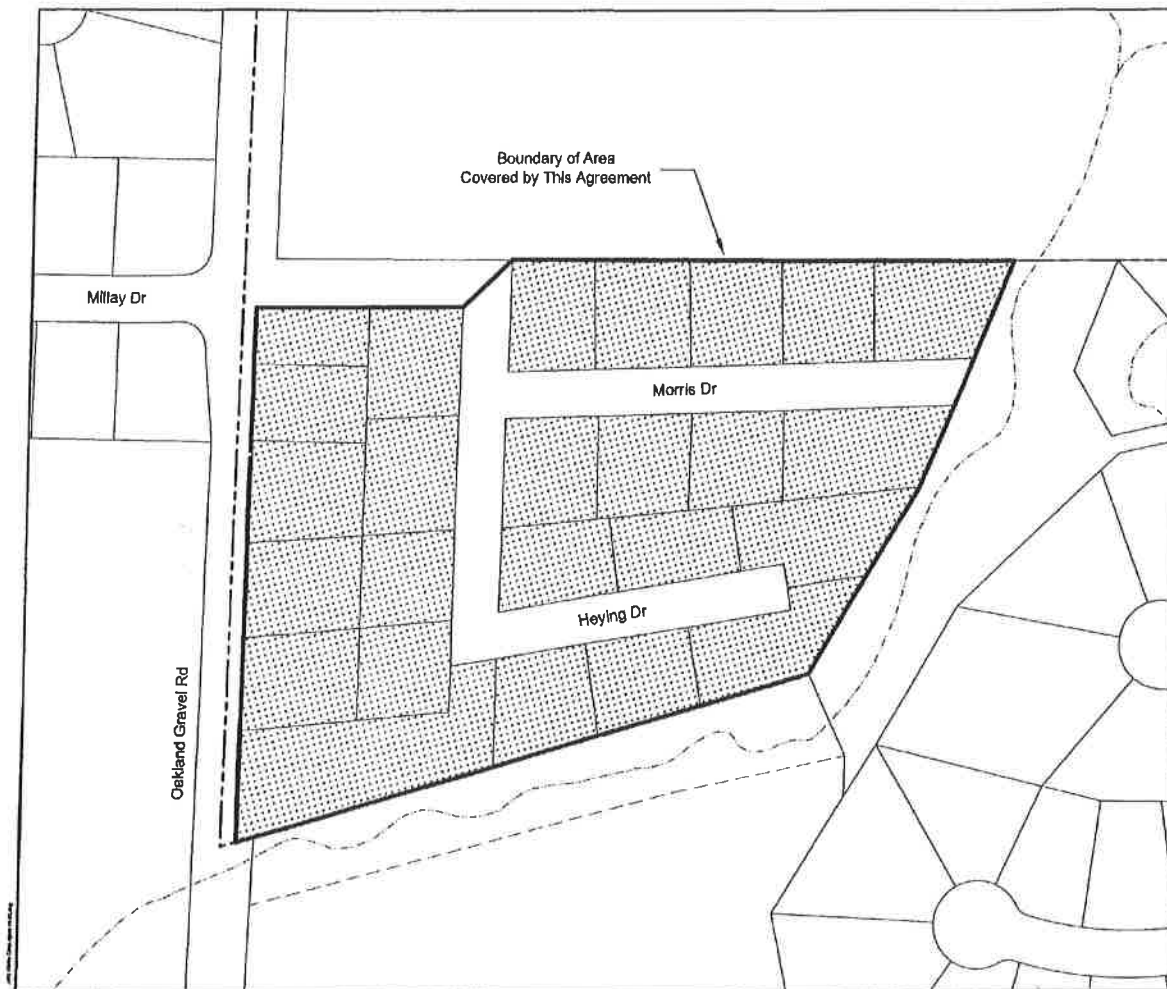 Boundary of Area
Covered by This Agreement
Millay Dr
Morris Dr
Heying Dr
Oakland Gravel Rd